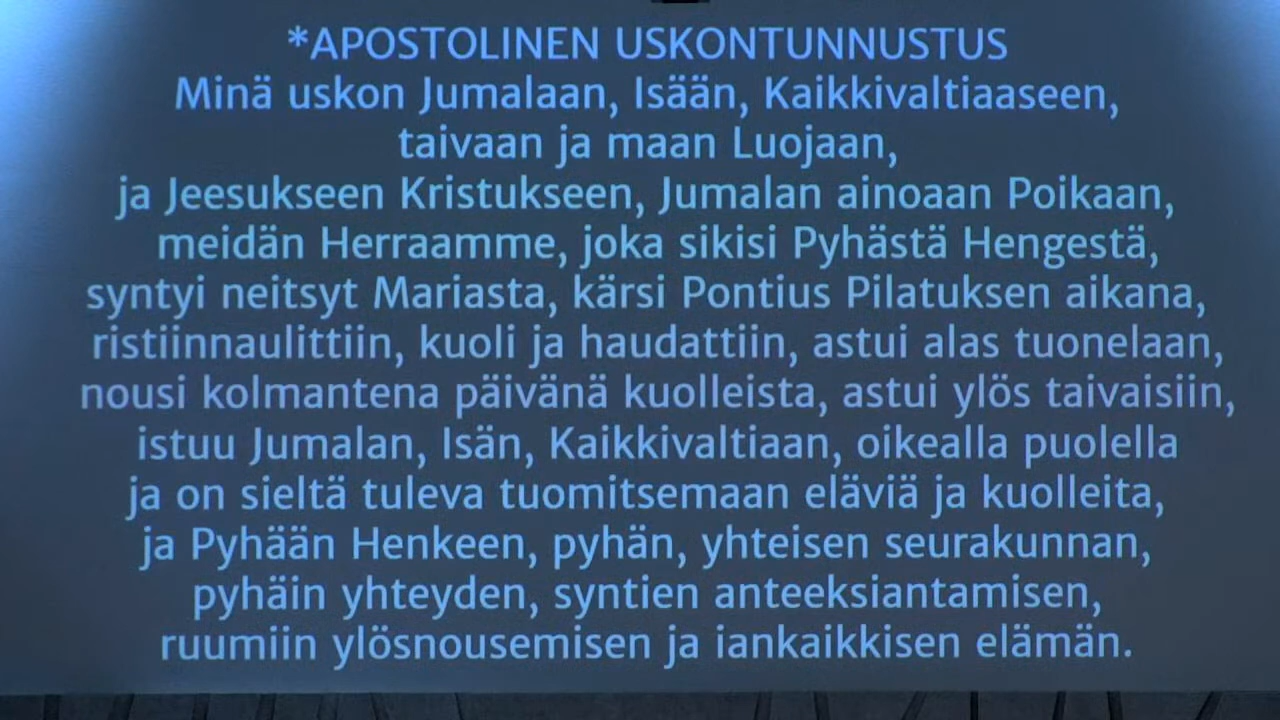 *APOSTOLINEN USKONTUNNUSTUS
Minä uskon Jumalaan, Isään, Kaikkivaltiaaseen,
taivaan ja maan Luojaan,
ja Jeesukseen Kristukseen, Jumalan ainoaan Poikaan,
meidän Herraamme, joka sikisi Pyhästä Hengestä,
syntyi neitsyt Mariasta, kärsi Pontius Pilatuksen aikana,
ristiinnaulittiin, kuoli ja haudattiin, astui alas tuonelaan,
nousi kolmantena päivänä kuolleista, astui ylös taivaisiin,
istuu Jumalan, Isän, Kaikkivaltiaan, oikealla puolella
ja on sieltä tuleva tuomitsemaan eläviä ja kuolleita,
ja Pyhään Henkeen, pyhän, yhteisen seurakunnan,
pyhäin yhteyden, syntien anteeksiantamisen,
ruumiin ylösnousemisen ja iankaikkisen elämän.